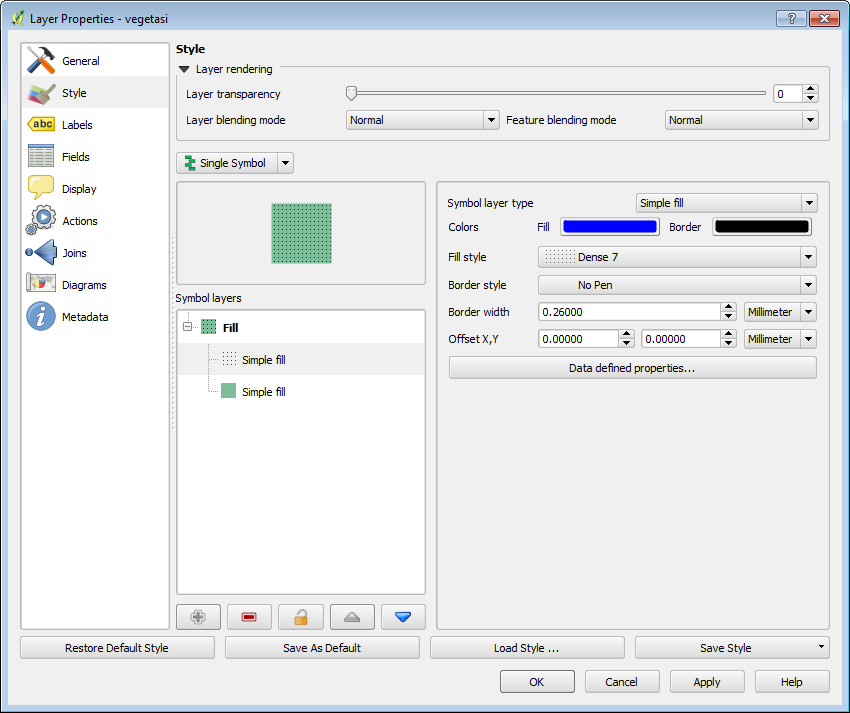 Layer Properties - vegetasi
?
General
Style
abc Labels
Fields
Display
Actions
Joins
Diagrams
i Metadata
Style
Layer rendering
Layer transparency 0
Layer blending mode Normal Feature blending mode Normal
Single Symbol
Symbol layers
Fill
Simple fill
Simple fill
Symbol layer type Simple fill
Colors Fill Border
Fill style Dense 7
Border style No Pen
Border width 0.26000 Millimeter
Offset X,Y 0.00000 0.00000 Millimeter
Data defined properties...
Restore Default Style Save As Default Load Style ... Save Style
OK Cancel Apply Help